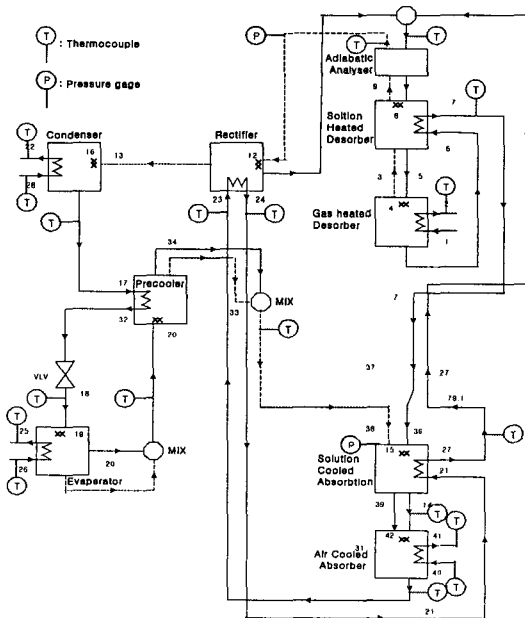 T : Thermocouple
P : Pressure gage
P
T
T
Adiabatic
Analyser
9
T
7
Condenser
Rectifier
Soltion
Heated
Desorber
8
6
T
22
16
13
12
3
5
T
28
T
23
24
T
Gas heated
Desorber
4
T
1
T
34
17
Precooler
32
20
33
MIX
7
T
VLV
18
37
27
T
T
79.1
25
19
38
36
T
26
20
MIX
P
15
27
T
Evaporator
Solution
Cooled
Absorbtion
21
39
14
T
T
Air Cooled
Absorber
31
42
41
40
T
T
21